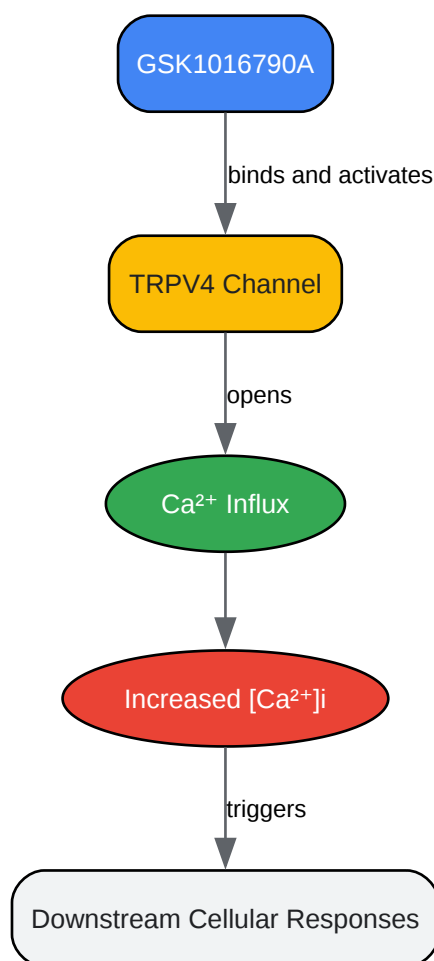 GSK1016790A
binds and activates
TRPV4 Channel
opens
Ca²⁺ Influx
Increased [Ca²⁺]i
triggers
Downstream Cellular Responses